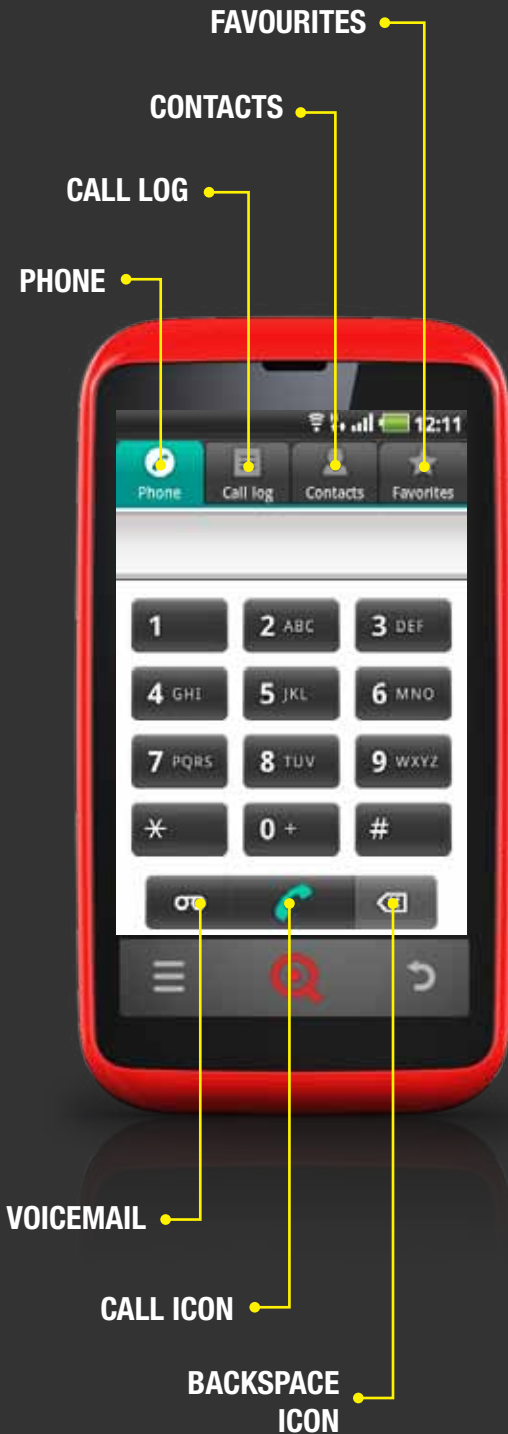 FAVOURITES
CONTACTS
CALL LOG
PHONE
12:11
Phone Call log Contacts Favorites
1 2 ABC 3 DEF
4 GHI 5 JKL 6 MNO
7 PQRS 8 TUV 9 WXYZ
* 0 + #
VOICEMAIL
CALL ICON
BACKSPACE
ICON